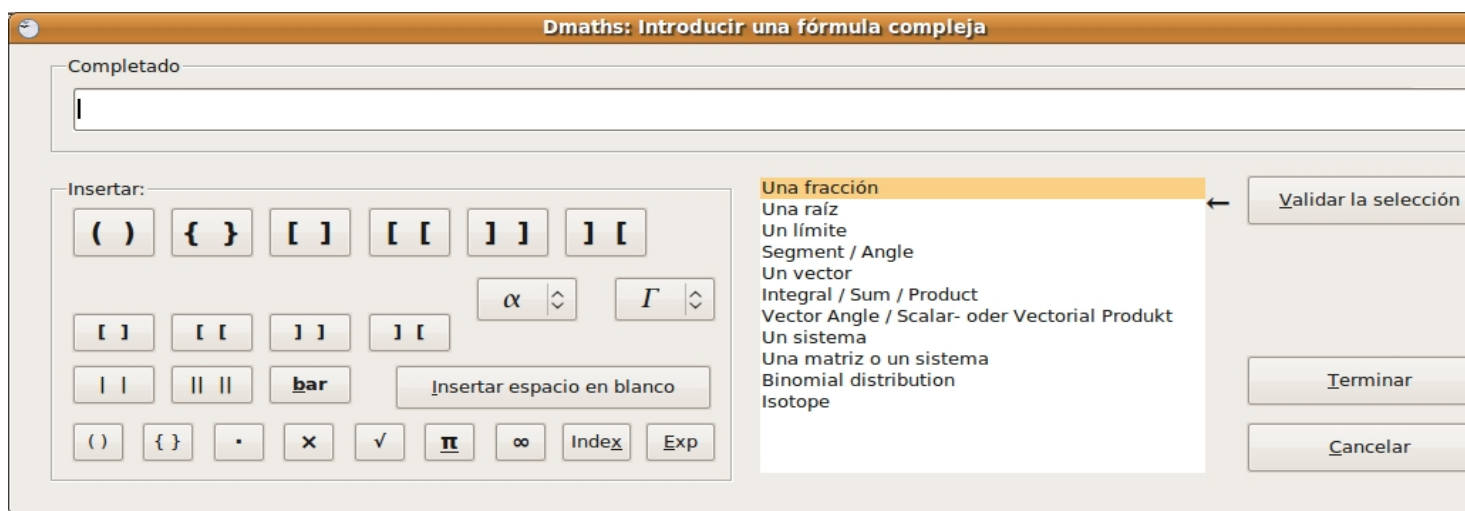 Dmaths: Introducir una fórmula compleja
Completado
Insertar:
( ) { } [ ] [ [ ] ] ] [
α Γ
[ ] [ [ ] ] ] [
| | || || bar Insertar espacio en blanco
( ) { } · × √ π ∞ Index Exp
Una fracción
Una raíz
Un límite
Segment / Angle
Un vector
Integral / Sum / Product
Vector Angle / Scalar- oder Vectorial Produkt
Un sistema
Una matriz o un sistema
Binomial distribution
Isotope
← Validar la selección
Terminar
Cancelar